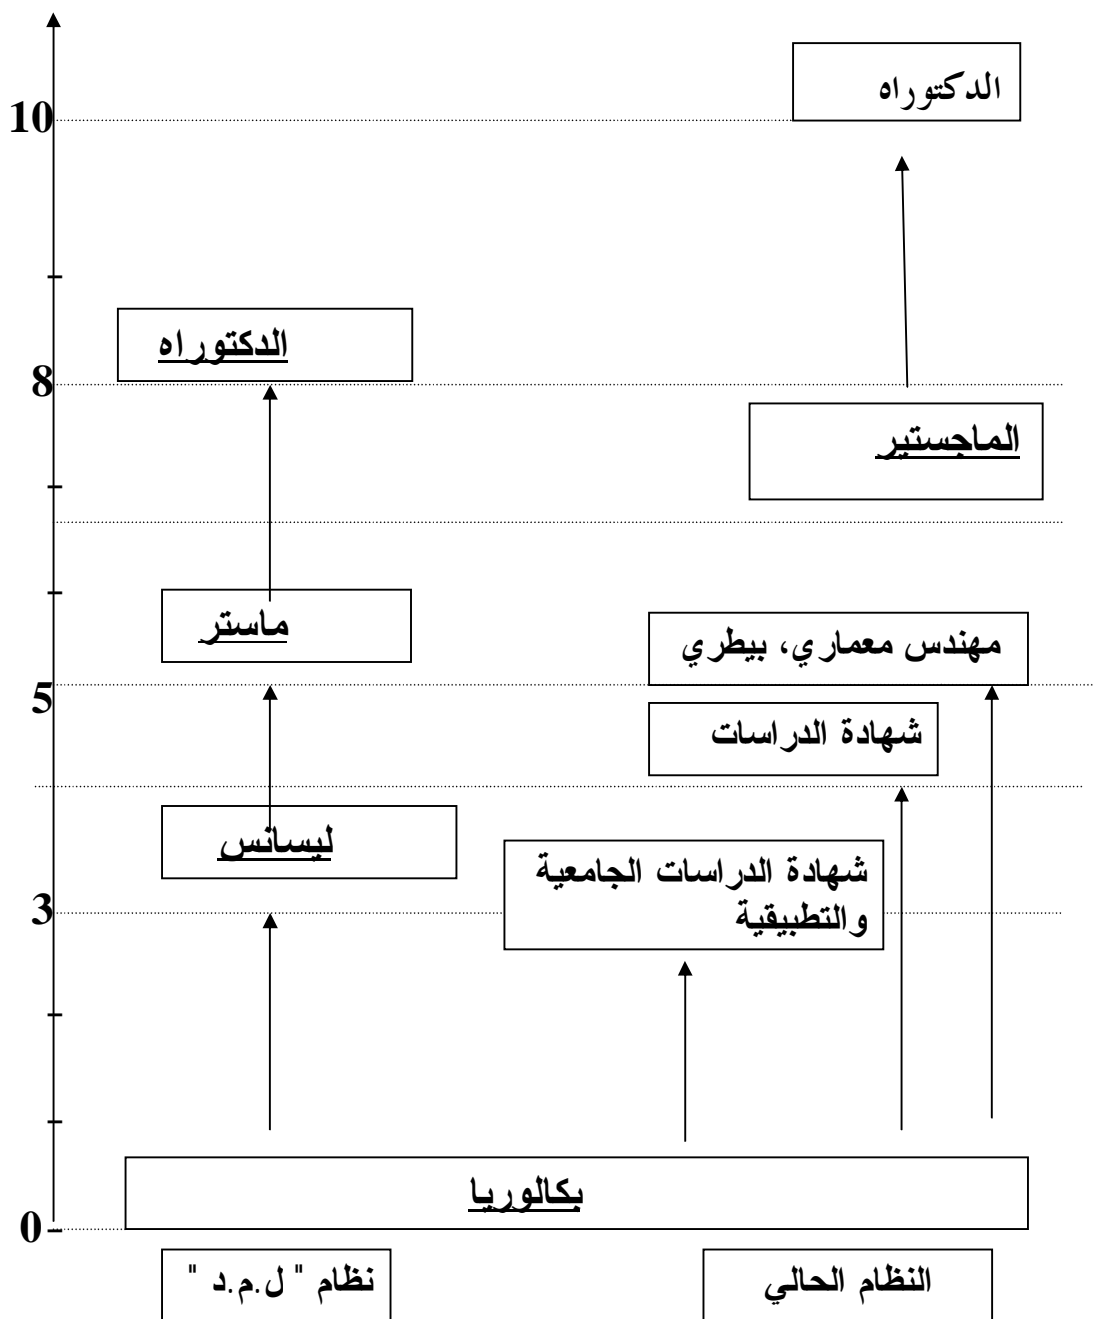 الدكتوراه
10
الدكتوراه
8
الماجستير
ماستر
مهندس معماري، بيطري
5
شهادة الدراسات
ليسانس
شهادة الدراسات الجامعية
والتطبيقية
3
بكالوريا
0
النظام الحالي
نظام " ل.م.د "